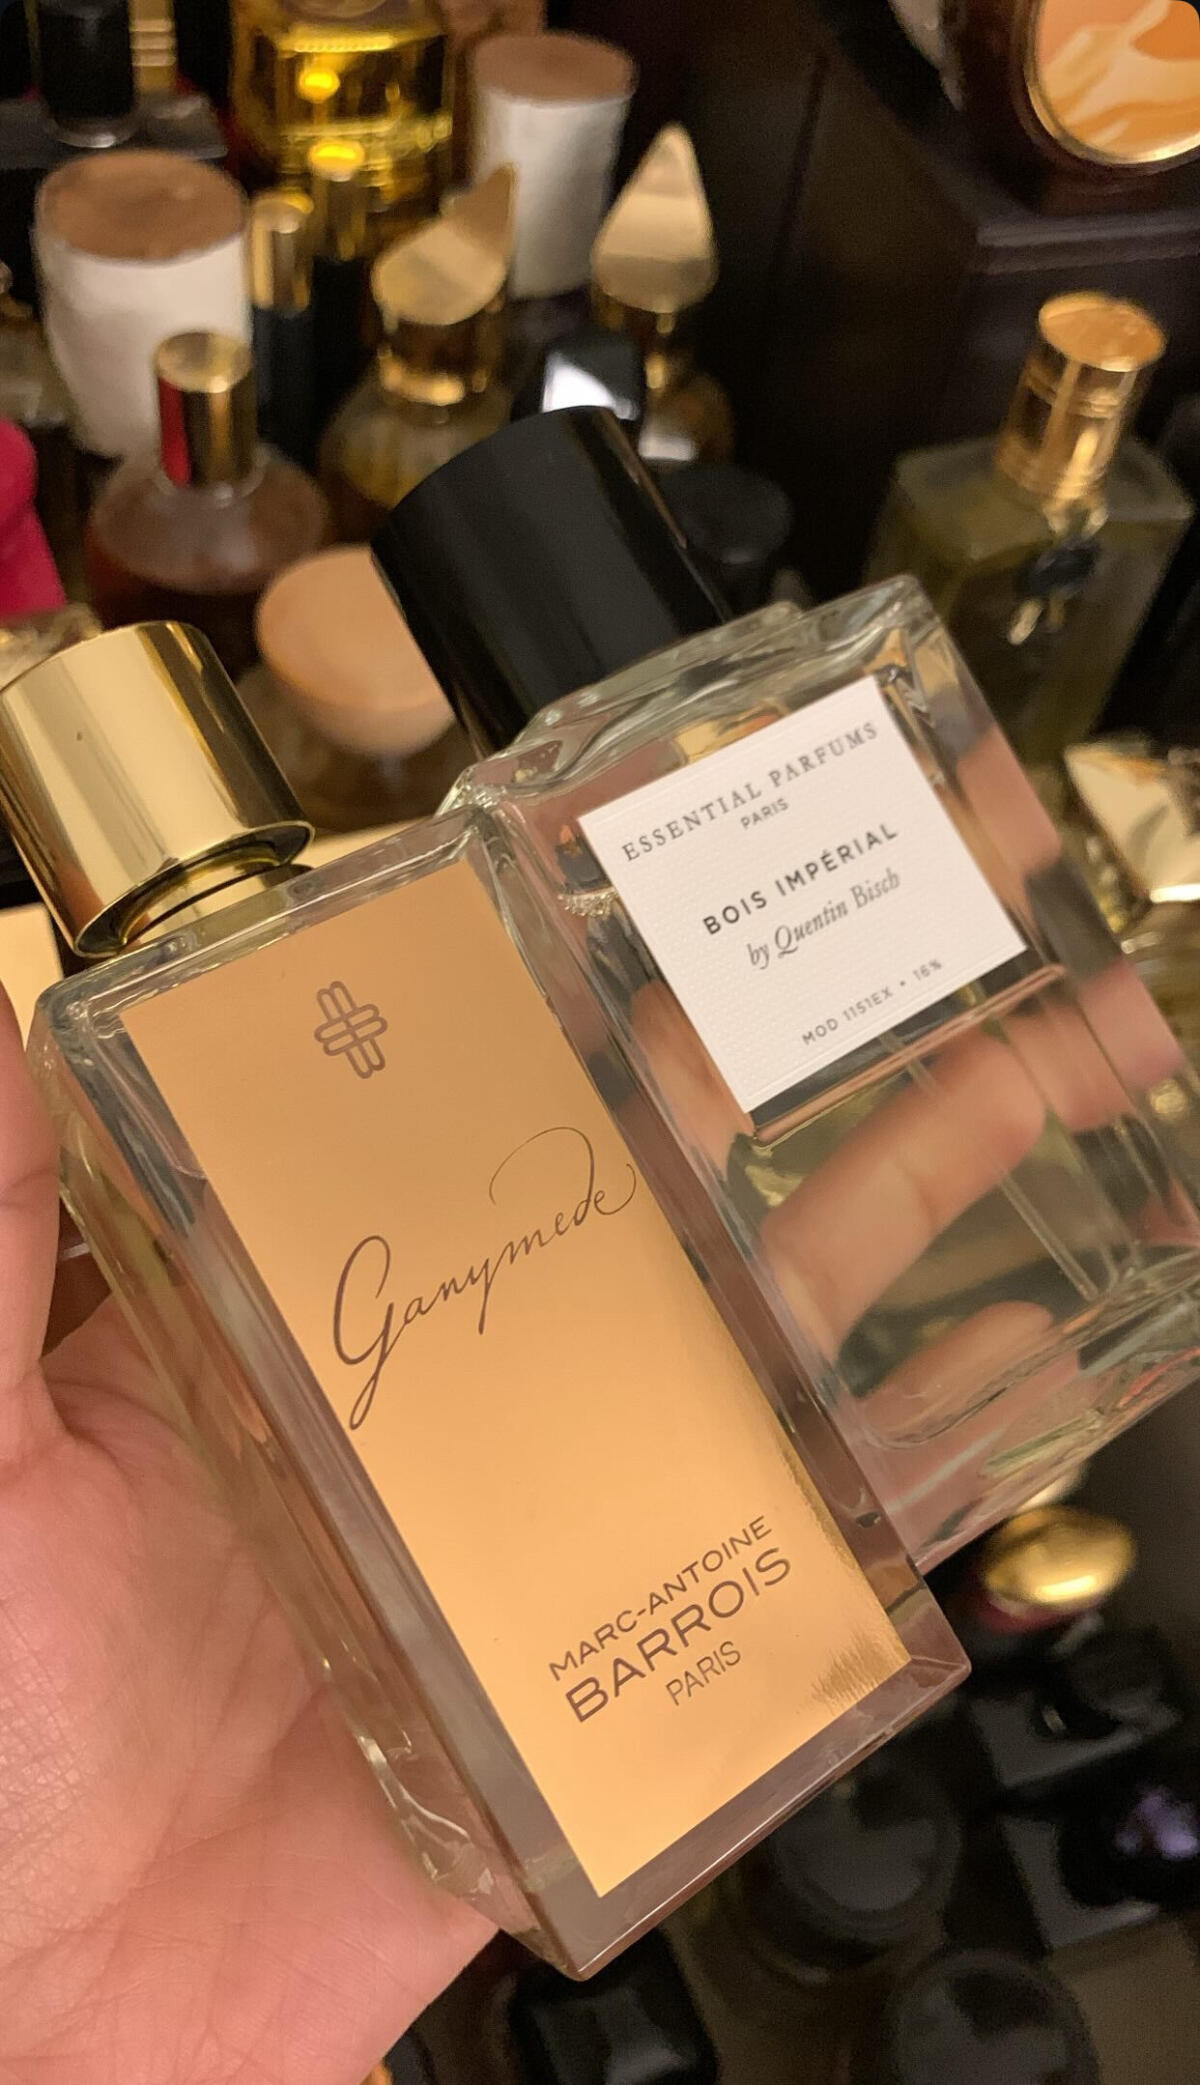 ESSENTIAL PARFUMS
PARIS
BOIS IMPÉRIAL
by Quentin Bisch
MOD 1151EX • 16%
Ganymede
MARC-ANTOINE
BARROIS
PARIS